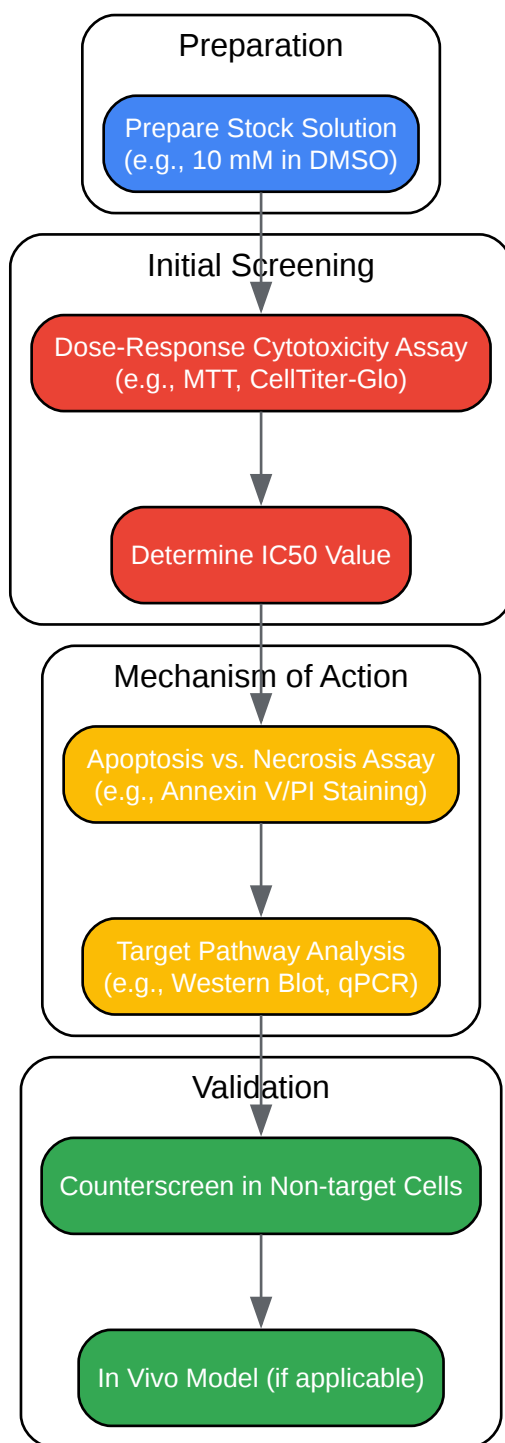 Preparation
Prepare Stock Solution
(e.g., 10 mM in DMSO)
Initial Screening
Dose-Response Cytotoxicity Assay
(e.g., MTT, CellTiter-Glo)
Determine IC50 Value
Mechanism of Action
Apoptosis vs. Necrosis Assay
(e.g., Annexin V/PI Staining)
Target Pathway Analysis
(e.g., Western Blot, qPCR)
Validation
Counterscreen in Non-target Cells
In Vivo Model (if applicable)